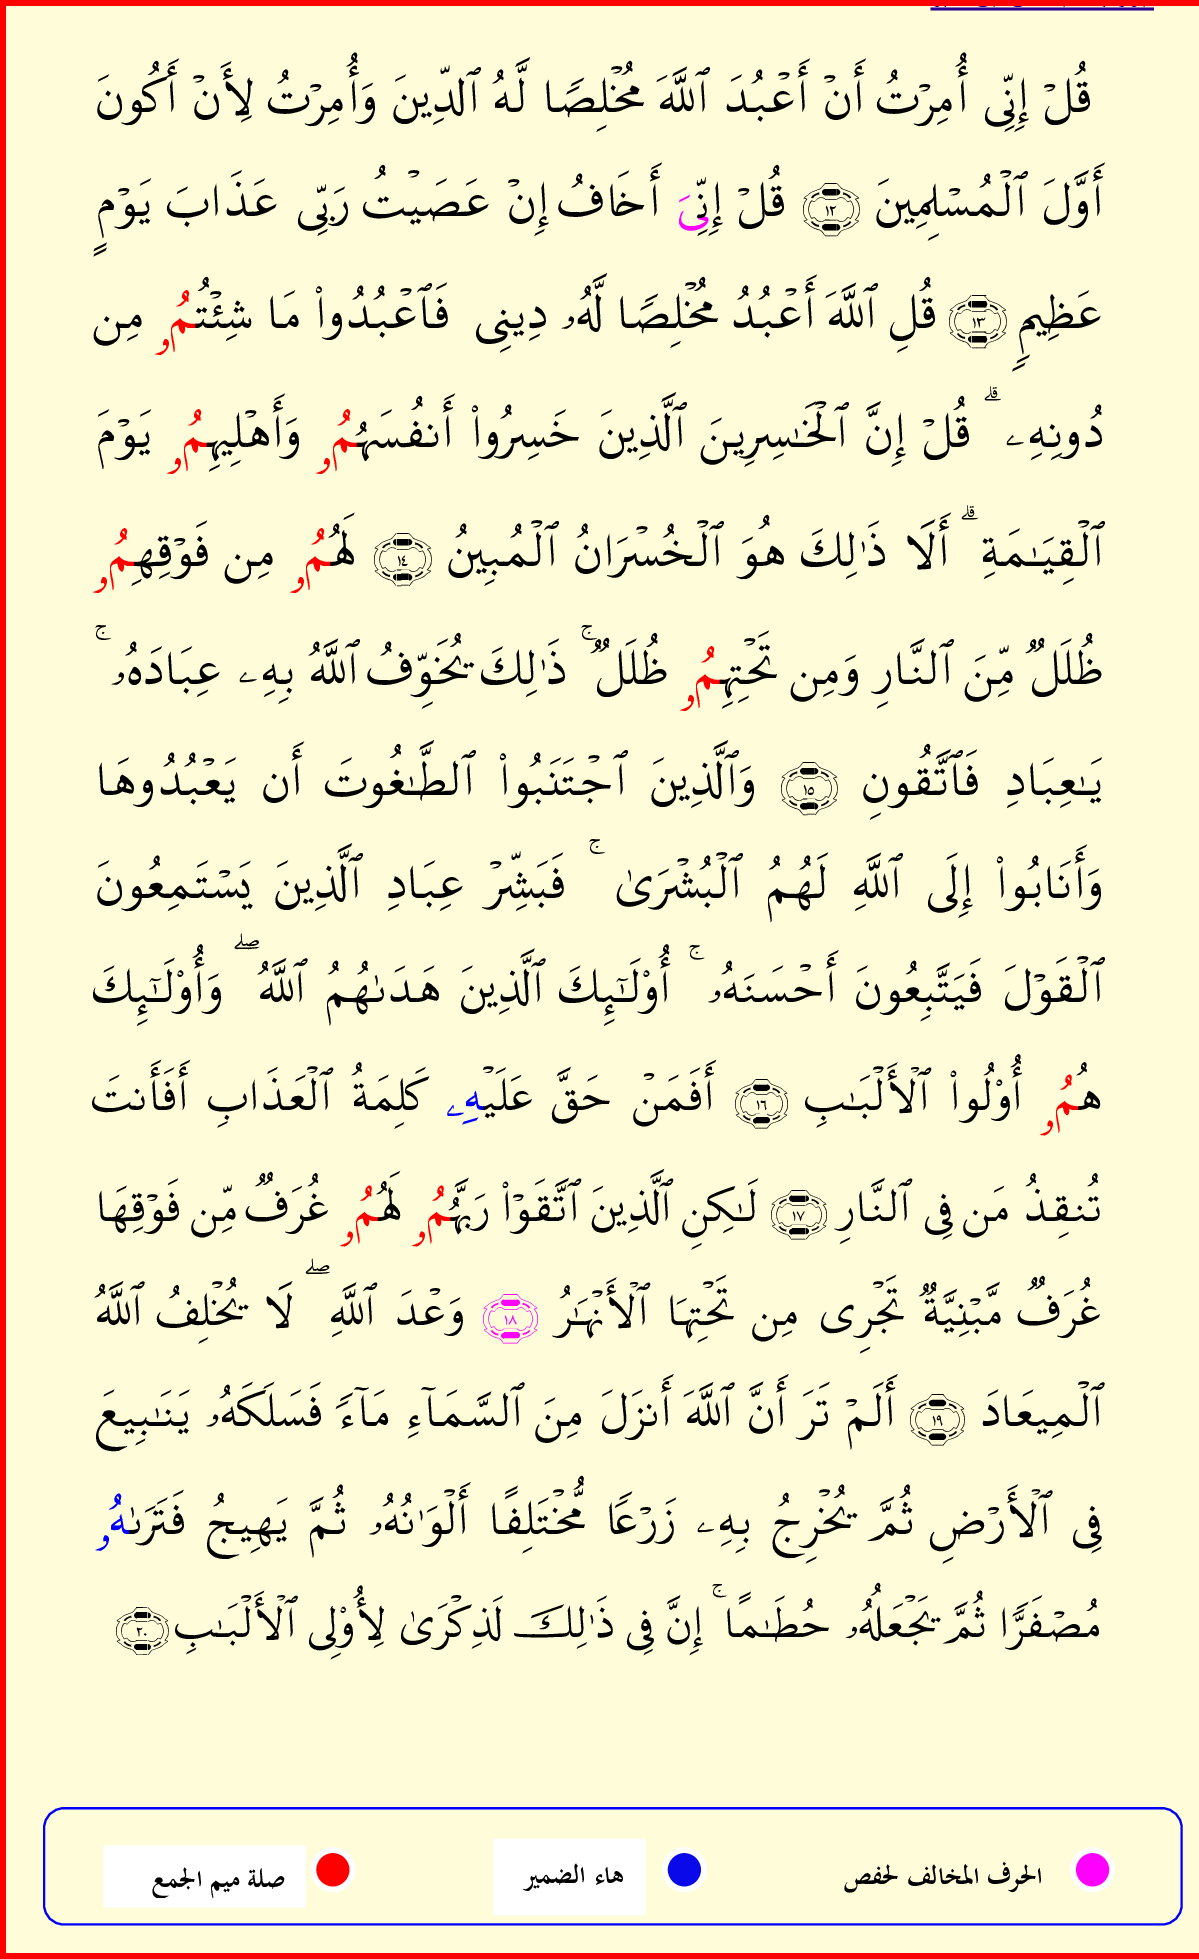 قُلۡ إِنِّى أُمِرۡتُ أَنۡ أَعۡبُدَ ٱللَّهَ مُخۡلِصًا لَّهُ ٱلدِّينَ وَأُمِرۡتُ لِأَنۡ أَكُونَ
أَوَّلَ ٱلۡمُسۡلِمِينَ ١٢ قُلۡ إِنِّىَ أَخَافُ إِنۡ عَصَيۡتُ رَبِّى عَذَابَ يَوۡمٍ
عَظِيمٍ ١٣ قُلِ ٱللَّهَ أَعۡبُدُ مُخۡلِصًا لَّهُۥ دِينِى فَٱعۡبُدُوا۟ مَا شِئۡتُمُۥ مِن
دُونِهِۦ ۗ قُلۡ إِنَّ ٱلۡخَـٰسِرِينَ ٱلَّذِينَ خَسِرُوا۟ أَنفُسَهُمُۥ وَأَهۡلِيهِمُۥ يَوۡمَ
ٱلۡقِيَـٰمَةِ ۗ أَلَا ذَٰلِكَ هُوَ ٱلۡخُسۡرَانُ ٱلۡمُبِينُ ١٤ لَهُمُۥ مِن فَوۡقِهِمُۥ
ظُلَلٌ مِّنَ ٱلنَّارِ وَمِن تَحۡتِهِمُۥ ظُلَلٌ ۚ ذَٰلِكَ يُخَوِّفُ ٱللَّهُ بِهِۦ عِبَادَهُۥ ۚ
يَـٰعِبَادِ فَٱتَّقُونِ ١٥ وَٱلَّذِينَ ٱجۡتَنَبُوا۟ ٱلطَّـٰغُوتَ أَن يَعۡبُدُوهَا
وَأَنَابُوا۟ إِلَى ٱللَّهِ لَهُمُ ٱلۡبُشۡرَىٰ ۚ فَبَشِّرۡ عِبَادِ ٱلَّذِينَ يَسۡتَمِعُونَ
ٱلۡقَوۡلَ فَيَتَّبِعُونَ أَحۡسَنَهُۥ ۚ أُو۟لَـٰٓئِكَ ٱلَّذِينَ هَدَىٰهُمُ ٱللَّهُ ۖ وَأُو۟لَـٰٓئِكَ
هُمُۥ أُو۟لُوا۟ ٱلۡأَلۡبَـٰبِ ١٦ أَفَمَنۡ حَقَّ عَلَيۡهِۦ كَلِمَةُ ٱلۡعَذَابِ أَفَأَنتَ
تُنقِذُ مَن فِى ٱلنَّارِ ١٧ لَـٰكِنِ ٱلَّذِينَ ٱتَّقَوۡا۟ رَبَّهُمُۥ لَهُمُۥ غُرَفٌ مِّن فَوۡقِهَا
غُرَفٌ مَّبۡنِيَّةٌ تَجۡرِى مِن تَحۡتِهَا ٱلۡأَنۡهَـٰرُ ١٨ وَعۡدَ ٱللَّهِ ۖ لَا يُخۡلِفُ ٱللَّهُ
ٱلۡمِيعَادَ ١٩ أَلَمۡ تَرَ أَنَّ ٱللَّهَ أَنزَلَ مِنَ ٱلسَّمَآءِ مَآءً فَسَلَكَهُۥ يَنَـٰبِيعَ
فِى ٱلۡأَرۡضِ ثُمَّ يُخۡرِجُ بِهِۦ زَرۡعًا مُّخۡتَلِفًا أَلۡوَٰنُهُۥ ثُمَّ يَهِيجُ فَتَرَىٰهُۥ
مُصۡفَرًّا ثُمَّ يَجۡعَلُهُۥ حُطَـٰمًا ۚ إِنَّ فِى ذَٰلِكَ لَذِكۡرَىٰ لِأُو۟لِى ٱلۡأَلۡبَـٰبِ ٢٠
الحرف المخالف لحفص هاء الضمير صلة ميم الجمع